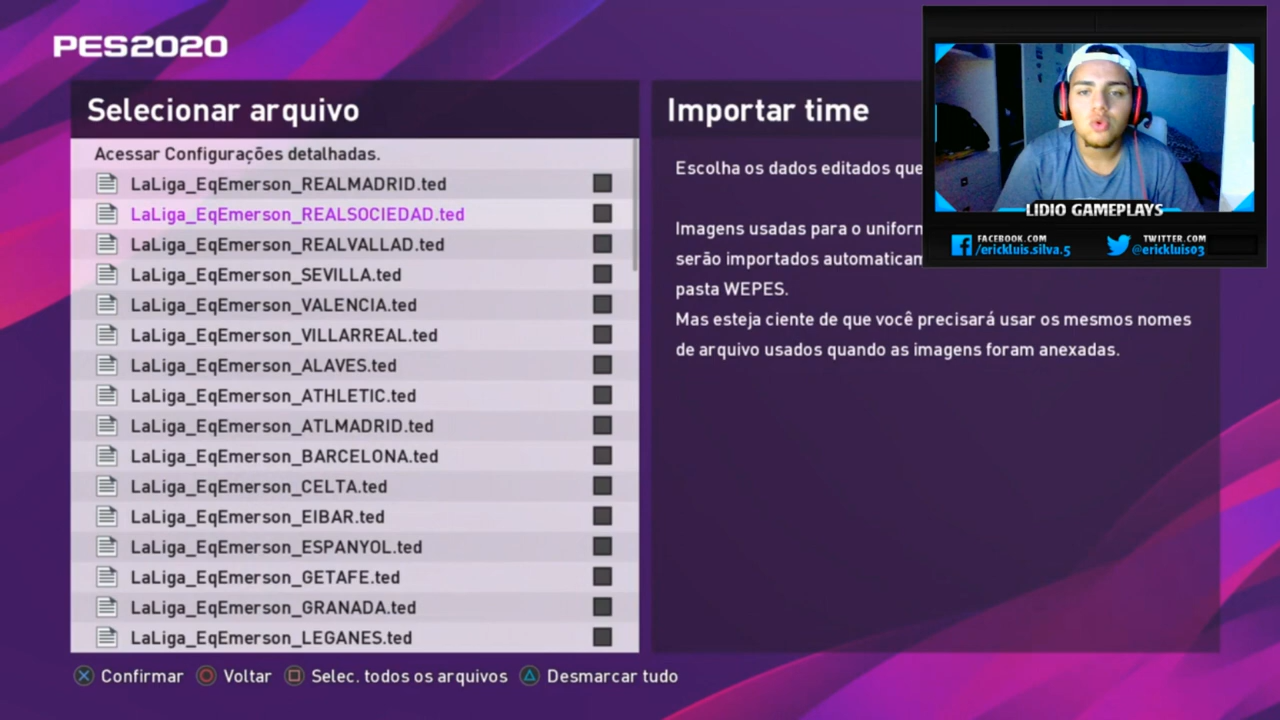 PES2020
Selecionar arquivo
Acessar Configurações detalhadas.
LaLiga_EqEmerson_REALMADRID.ted
LaLiga_EqEmerson_REALSOCIEDAD.ted
LaLiga_EqEmerson_REALVALLAD.ted
LaLiga_EqEmerson_SEVILLA.ted
LaLiga_EqEmerson_VALENCIA.ted
LaLiga_EqEmerson_VILLARREAL.ted
LaLiga_EqEmerson_ALAVES.ted
LaLiga_EqEmerson_ATHLETIC.ted
LaLiga_EqEmerson_ATLMADRID.ted
LaLiga_EqEmerson_BARCELONA.ted
LaLiga_EqEmerson_CELTA.ted
LaLiga_EqEmerson_EIBAR.ted
LaLiga_EqEmerson_ESPANYOL.ted
LaLiga_EqEmerson_GETAFE.ted
LaLiga_EqEmerson_GRANADA.ted
LaLiga_EqEmerson_LEGANES.ted
Importar time
Escolha os dados editados que
Imagens usadas para o uniforn
serão importados automaticam
pasta WEPES.
Mas esteja ciente de que você precisará usar os mesmos nomes
de arquivo usados quando as imagens foram anexadas.
LIDIO GAMEPLAYS
FACEBOOK.COM
/erickluis.silva.5
TWITTER.COM
@erickluis03
Confirmar Voltar Selec. todos os arquivos Desmarcar tudo